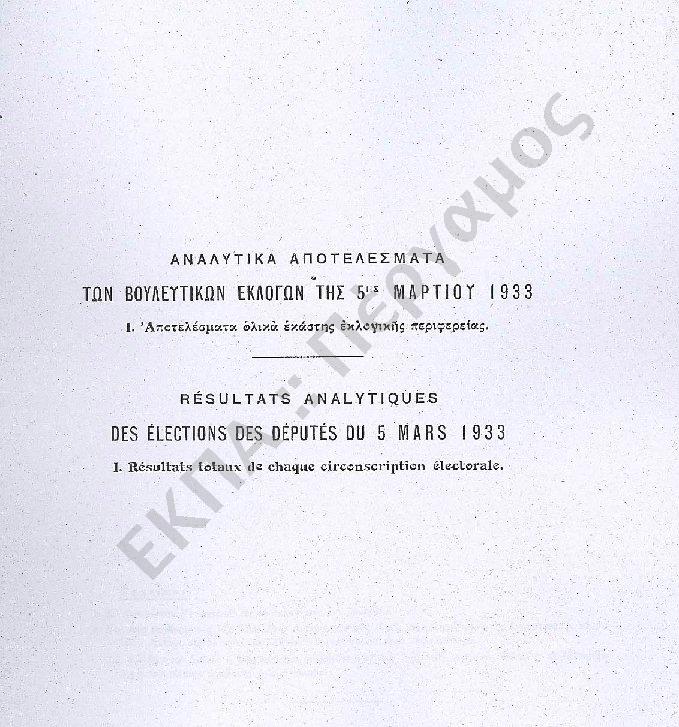 ΑΝΑΛΥΤΙΚΑ ΑΠΟΤΕΛΕΣΜΑΤΑ
ΤΩΝ ΒΟΥΛΕΥΤΙΚΩΝ ΕΚΛΟΓΩΝ ΤΗΣ 5ης ΜΑΡΤΙΟΥ 1933
I. Ἀποτελέσματα ὁλικὰ ἑκάστης ἐκλογικῆς περιφερείας.
RÉSULTATS ANALYTIQUES
DES ÉLECTIONS DES DÉPUTÉS DU 5 MARS 1933
I. Résultats totaux de chaque circonscription électorale.
ΕΚΠΑ :: Πέργαμος